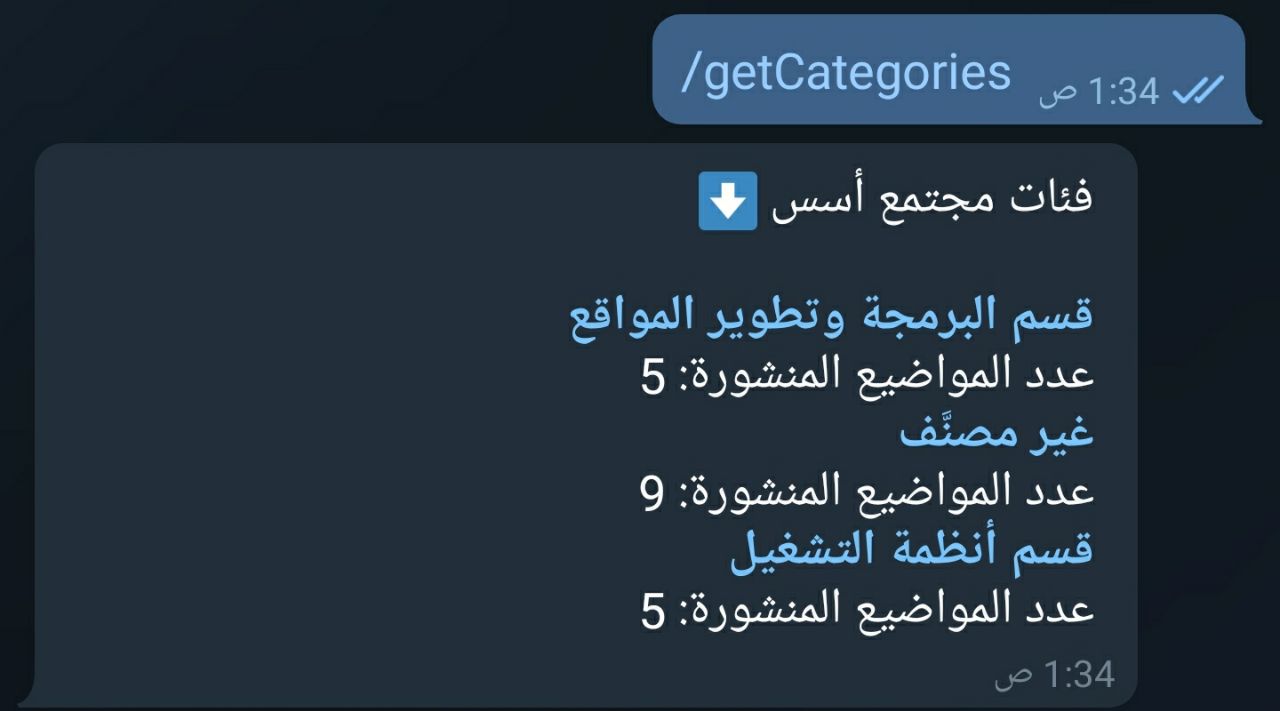 /getCategories
1:34 ص
فئات مجتمع أسس ⬇️
قسم البرمجة وتطوير المواقع
عدد المواضيع المنشورة: 5
غير مصنَّف
عدد المواضيع المنشورة: 9
قسم أنظمة التشغيل
عدد المواضيع المنشورة: 5
1:34 ص